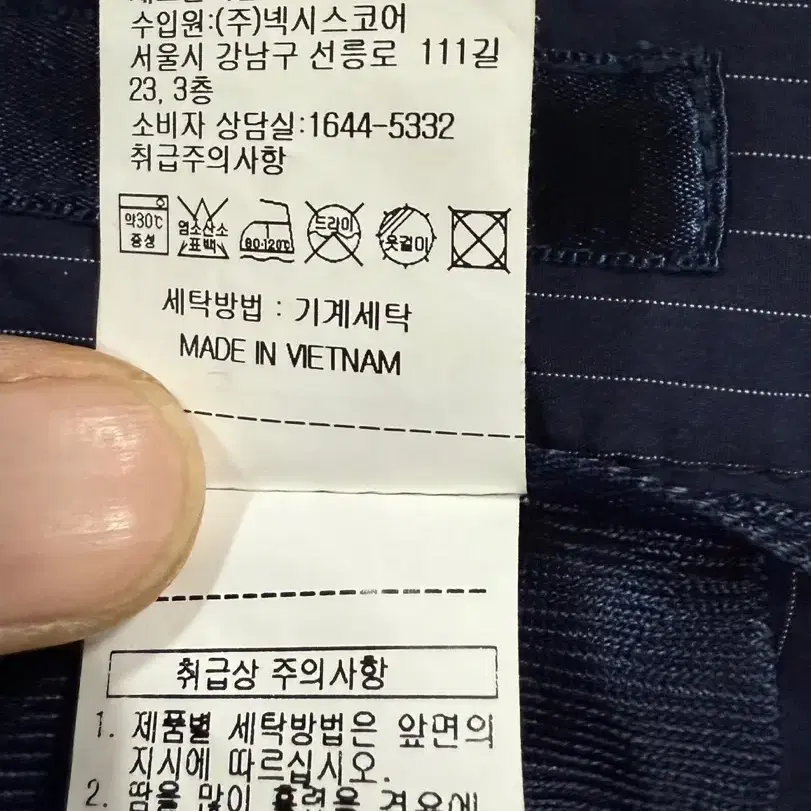 수입원:(주)넥시스코어
서울시 강남구 선릉로 111길
23, 3층
소비자 상담실:1644-5332
취급주의사항
약30℃ 중성
염소산소 표백
80-120℃
드라이
옷걸이
세탁방법 : 기계세탁
MADE IN VIETNAM
취급상 주의사항
1. 제품별 세탁방법은 앞면의
지시에 따르십시오.
2. 땀을 많이